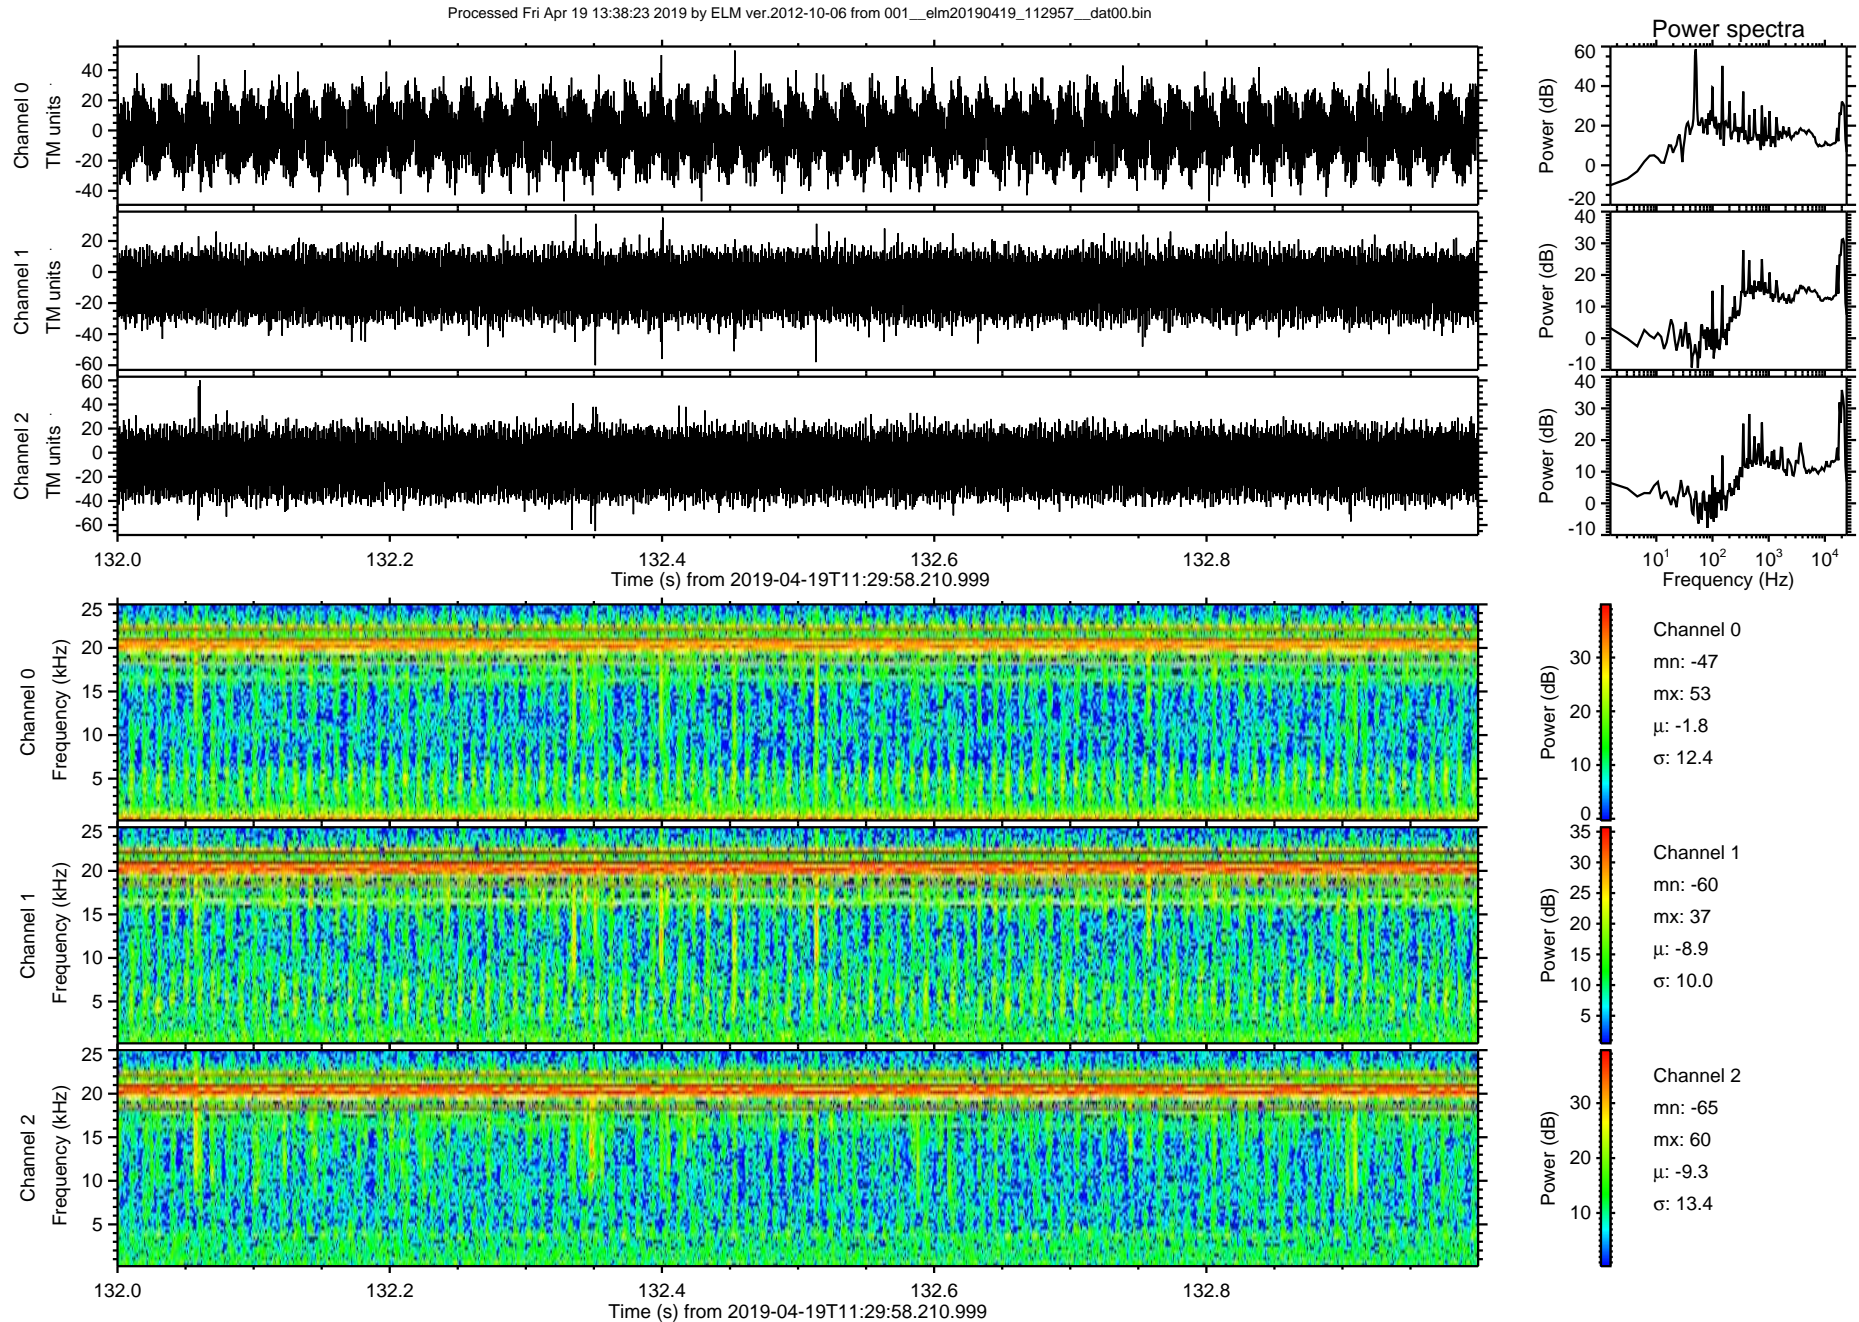 Processed Fri Apr 19 13:38:23 2019 by ELM ver.2012-10-06 from 001__elm20190419_112957__dat00.bin
Power spectra
Channel 0
TM units
40
20
0
-20
-40
Power (dB)
60
40
20
0
-20
Channel 1
TM units
20
0
-20
-40
-60
Power (dB)
40
30
20
10
0
-10
Channel 2
TM units
60
40
20
0
-20
-40
-60
Power (dB)
40
30
20
10
0
-10
132.0 132.2 132.4 132.6 132.8
Time (s) from 2019-04-19T11:29:58.210.999
10^1 10^2 10^3 10^4
Frequency (Hz)
Channel 0
Frequency (kHz)
25
20
15
10
5
Power (dB)
30
20
10
0
Channel 0
mn: -47
mx: 53
μ: -1.8
σ: 12.4
Channel 1
Frequency (kHz)
25
20
15
10
5
Power (dB)
35
30
25
20
15
10
5
Channel 1
mn: -60
mx: 37
μ: -8.9
σ: 10.0
Channel 2
Frequency (kHz)
25
20
15
10
5
Power (dB)
30
20
10
Channel 2
mn: -65
mx: 60
μ: -9.3
σ: 13.4
132.0 132.2 132.4 132.6 132.8
Time (s) from 2019-04-19T11:29:58.210.999